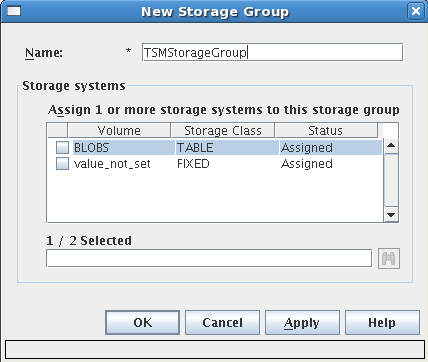 New Storage Group
Name: * TSMStorageGroup
Storage systems
Assign 1 or more storage systems to this storage group
Volume Storage Class Status
BLOBS TABLE Assigned
value_not_set FIXED Assigned
1 / 2 Selected
OK Cancel Apply Help